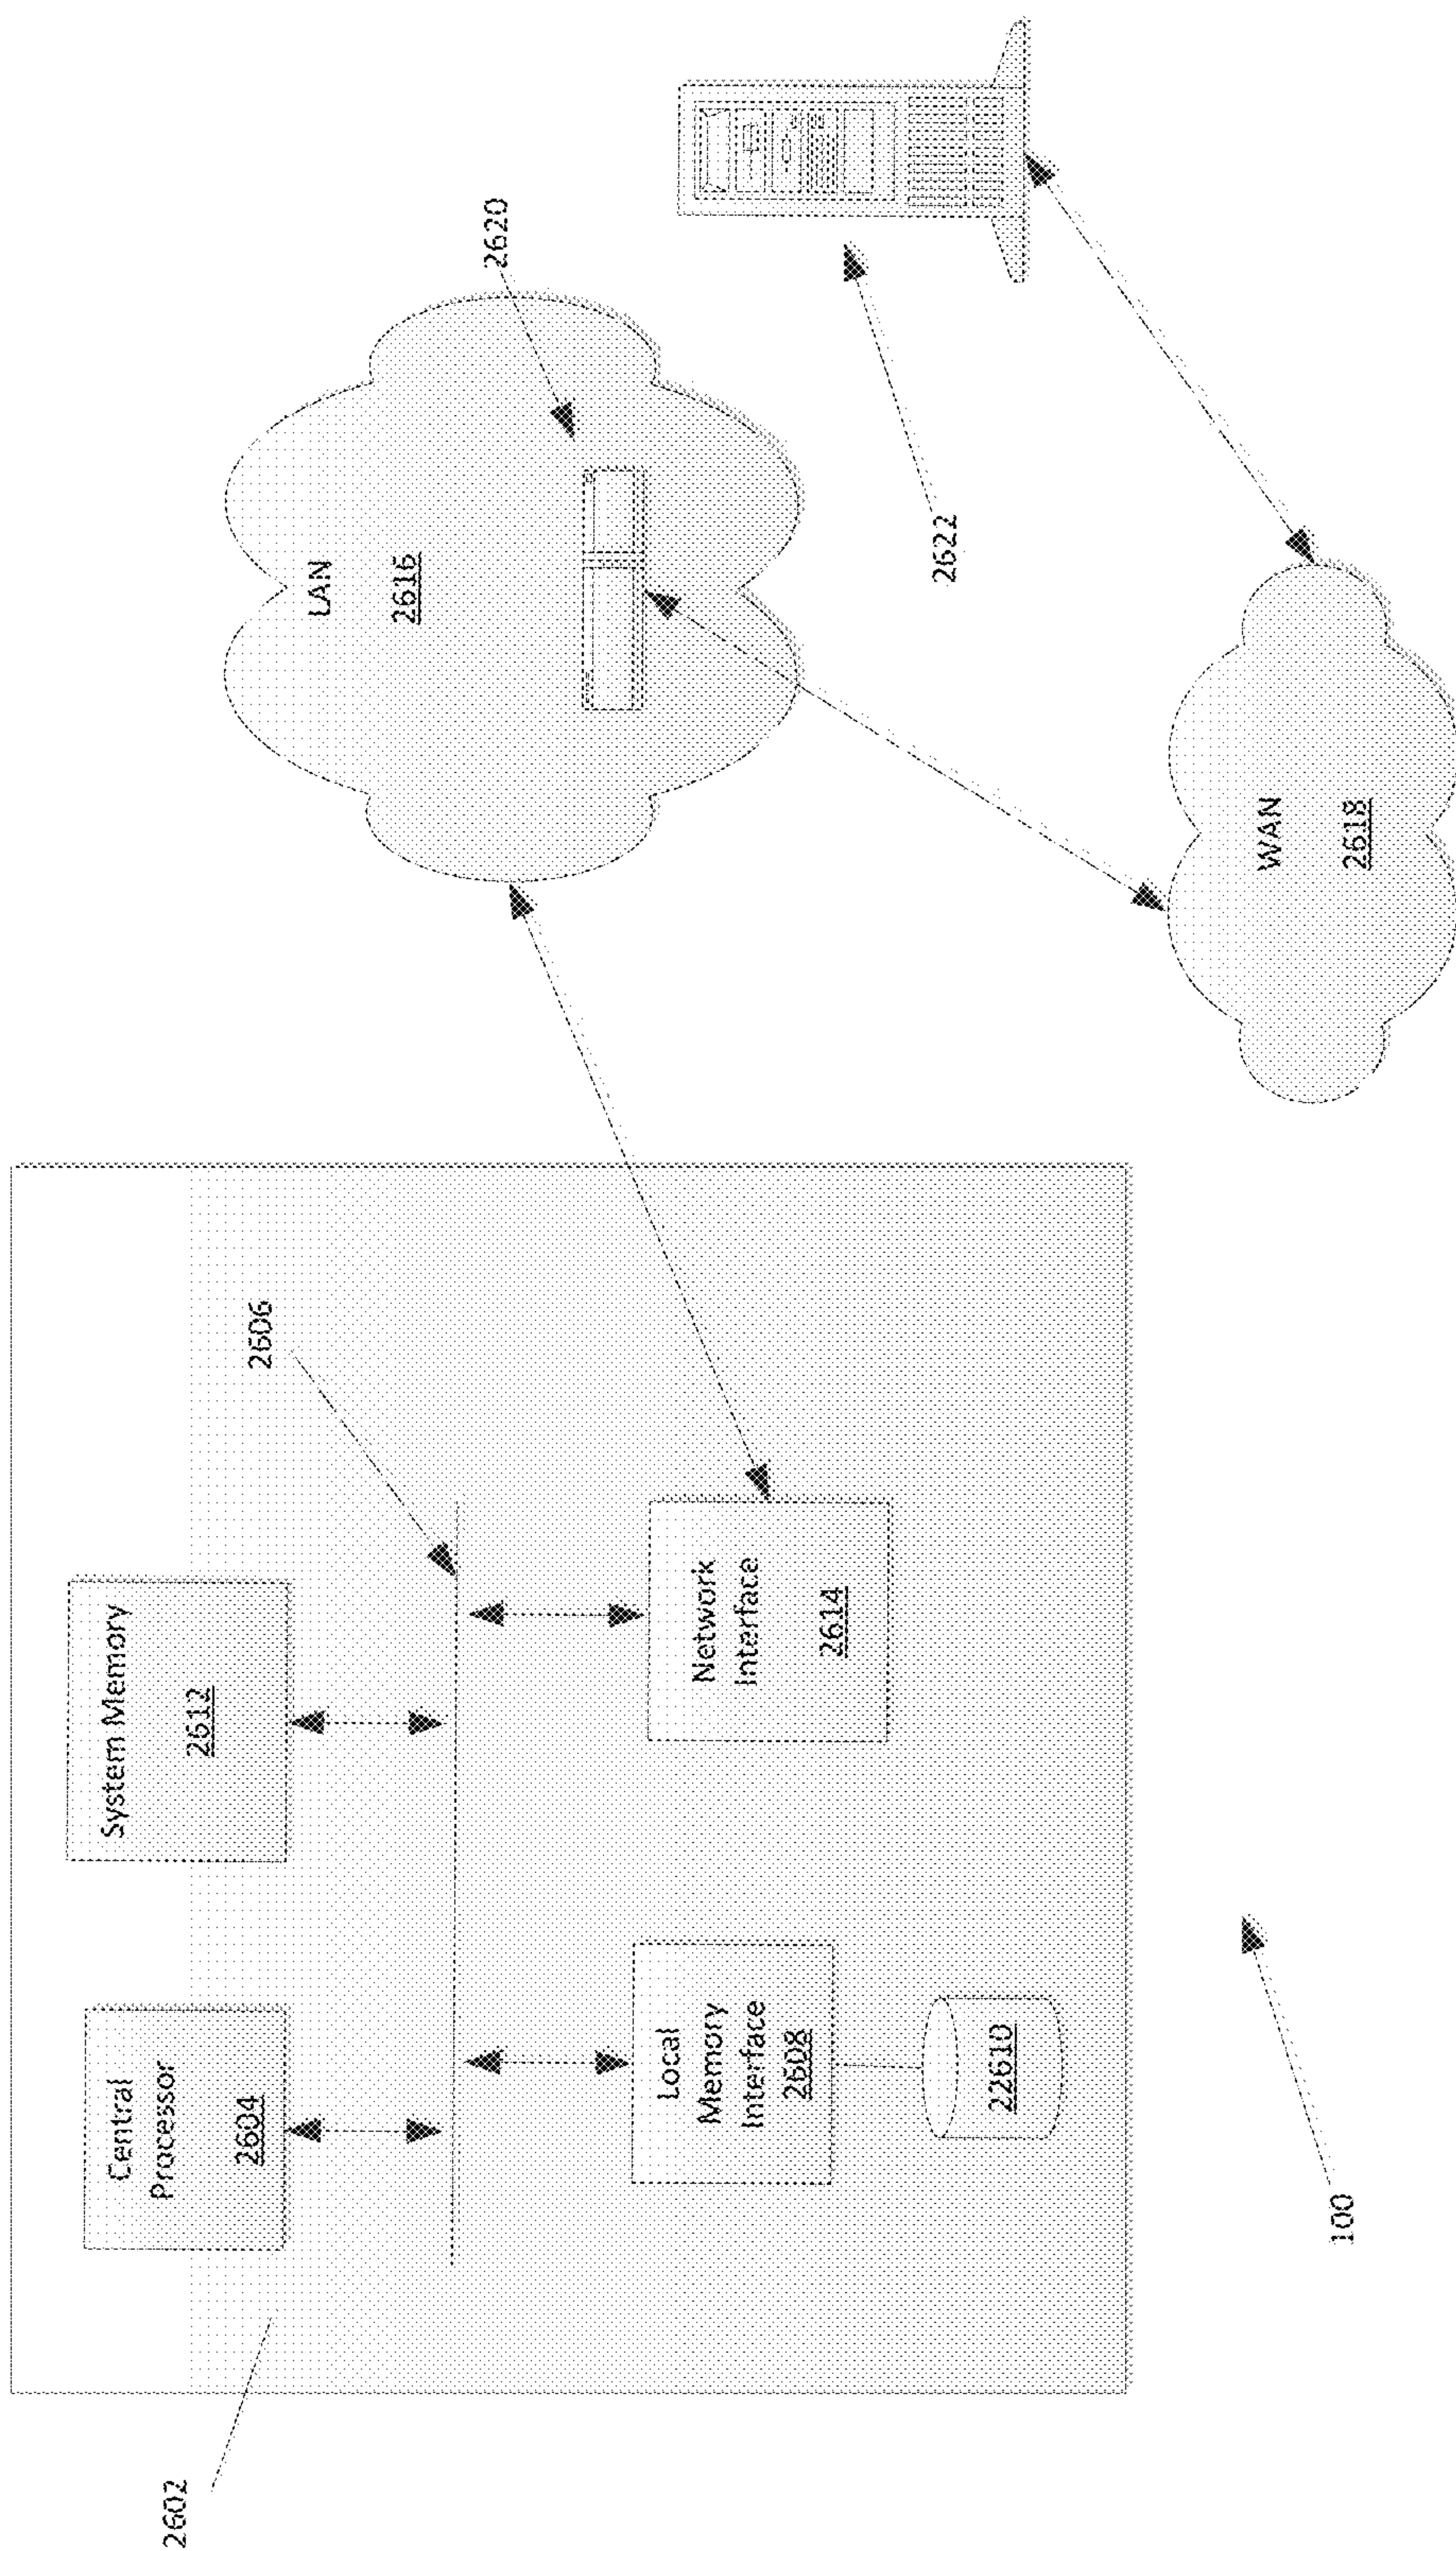 2602
Central
Processor
2604
System Memory
2612
2606
Local
Memory
Interface
2608
22610
Network
Interface
2614
LAN
2616
2620
2622
WAN
2618
100